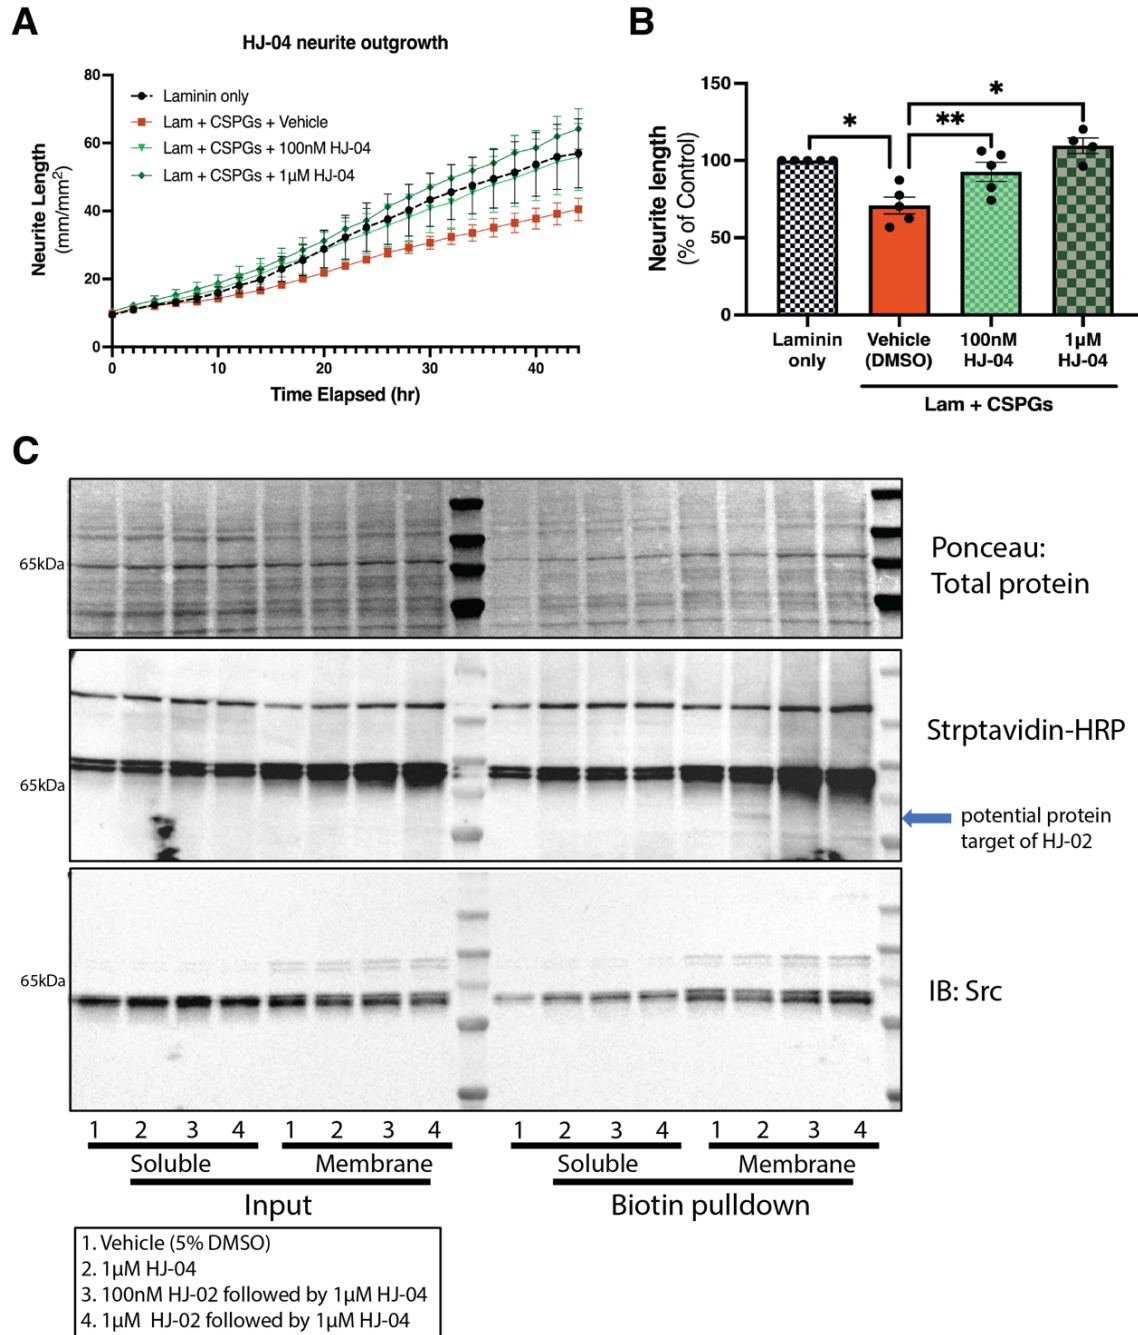 A
HJ-04 neurite outgrowth
80
60
40
20
0
Neurite Length
(mm/mm²)
Laminin only
Lam + CSPGs + Vehicle
Lam + CSPGs + 100nM HJ-04
Lam + CSPGs + 1µM HJ-04
0
10
20
30
40
Time Elapsed (hr)
B
150
100
50
0
Neurite length
(% of Control)
*
**
*
Laminin
only
Vehicle
(DMSO)
100nM
HJ-04
1µM
HJ-04
Lam + CSPGs
C
65kDa
Ponceau:
Total protein
65kDa
Strptavidin-HRP
potential protein
target of HJ-02
65kDa
IB: Src
1 2 3 4 1 2 3 4 1 2 3 4 1 2 3 4
Soluble Membrane Soluble Membrane
Input Biotin pulldown
1. Vehicle (5% DMSO)
2. 1µM HJ-04
3. 100nM HJ-02 followed by 1µM HJ-04
4. 1µM HJ-02 followed by 1µM HJ-04